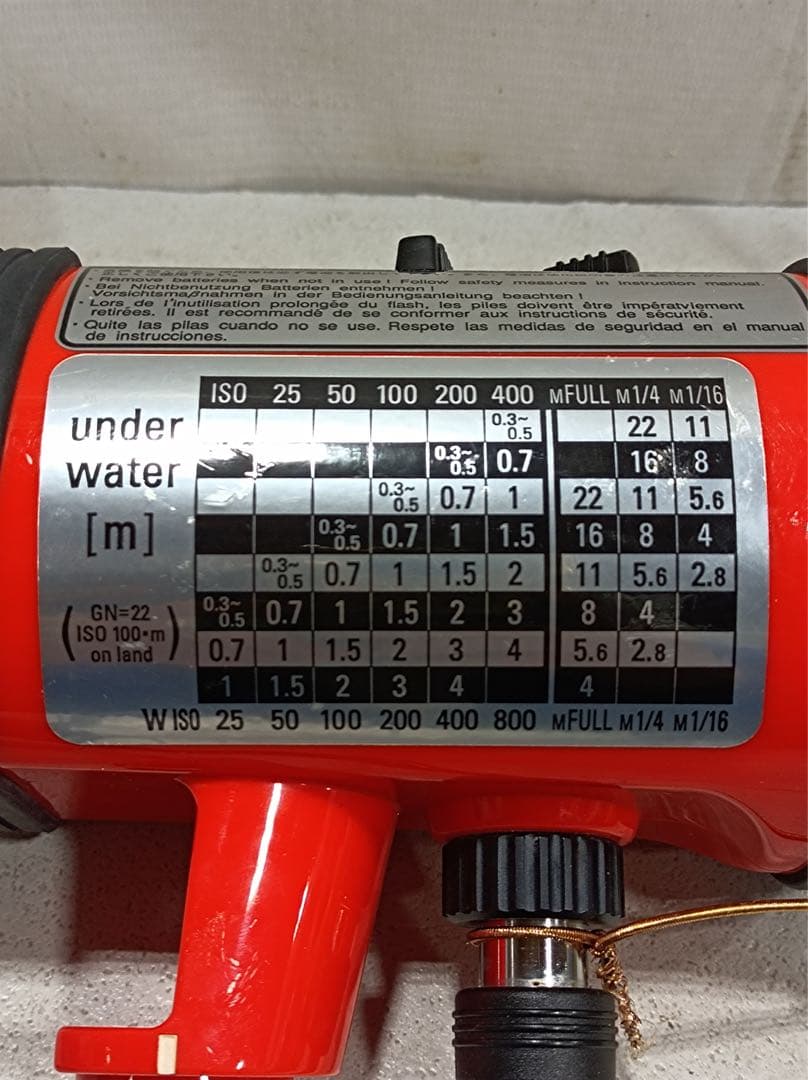 · Remove batteries when not in use! Follow safety measures in instruction manual.
· Bei Nichtbenutzung Batterien entnehmen!
Vorsichtsmaßnahmen in der Bedienungsanleitung beachten!
· Lors de l'inutilisation prolongée du flash, les piles doivent être impérativement
retirées. Il est recommandé de se conformer aux instructions de sécurité.
· Quite las pilas cuando no se use. Respete las medidas de seguridad en el manual
de instrucciones.
under
water
[m]
(GN=22
ISO 100·m
on land)
ISO 25 50 100 200 400 MFULL M1/4 M1/16
0.3~0.5 22 11
0.3~0.5 0.7 16 8
0.3~0.5 0.7 1 22 11 5.6
0.3~0.5 0.7 1 1.5 16 8 4
0.3~0.5 0.7 1 1.5 2 11 5.6 2.8
0.3~0.5 0.7 1 1.5 2 3 8 4
0.7 1 1.5 2 3 4 5.6 2.8
1 1.5 2 3 4 4
W ISO 25 50 100 200 400 800 MFULL M1/4 M1/16